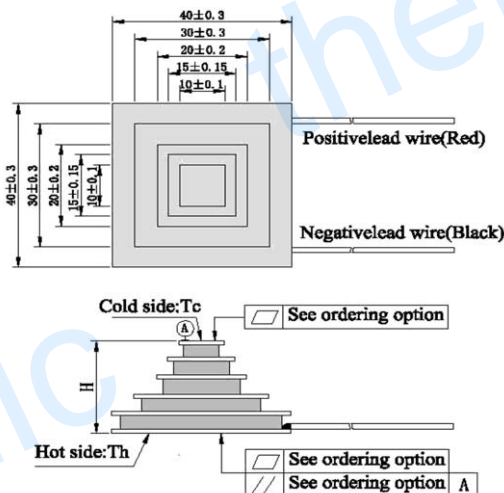 40±0.3
30±0.3
20±0.2
15±0.15
10±0.1
40±0.3
30±0.3
20±0.2
15±0.15
10±0.1
Positivelead wire(Red)
Negativelead wire(Black)
Cold side:Tc
See ordering option
A
H
Hot side:Th
See ordering option
See ordering option A